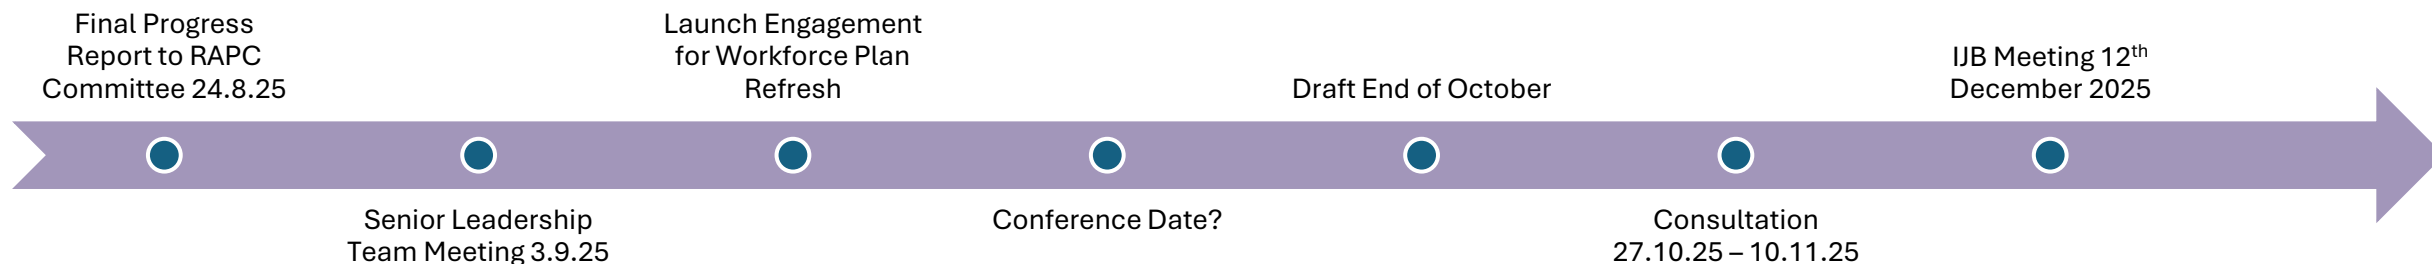 Final Progress
Report to RAPC
Committee 24.8.25
Senior Leadership
Team Meeting 3.9.25
Launch Engagement
for Workforce Plan
Refresh
Conference Date?
Draft End of October
Consultation
27.10.25 – 10.11.25
IJB Meeting 12th
December 2025